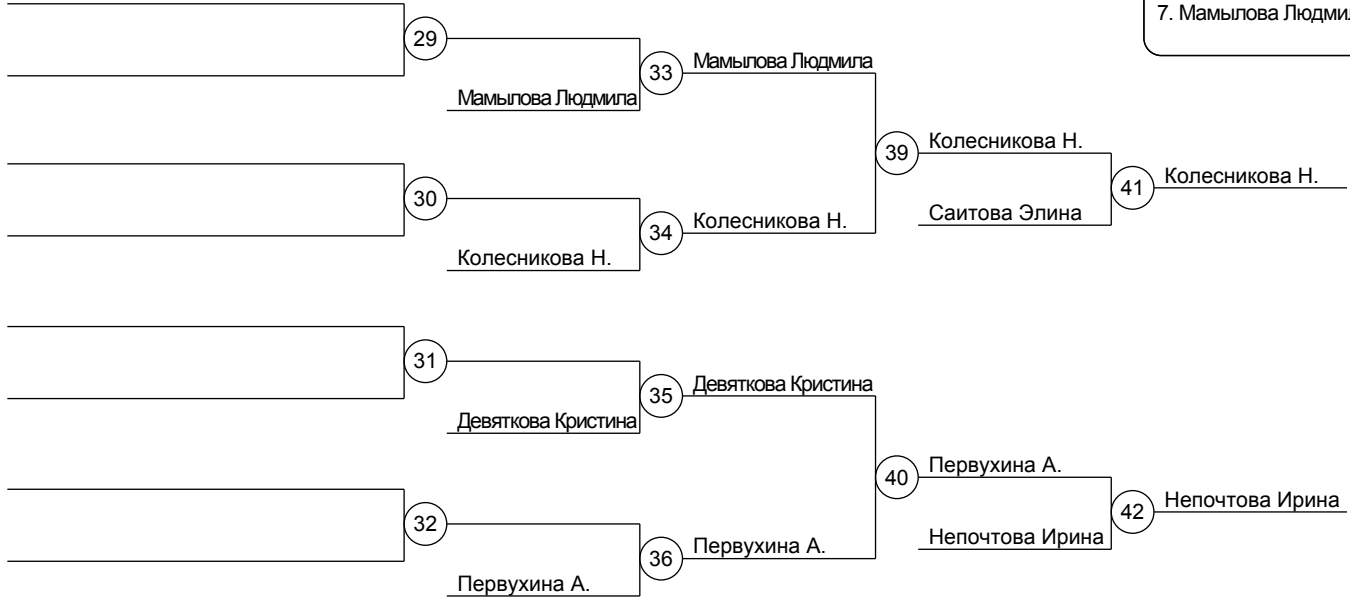 7. Мамылова
29
33
Мамылова Людмила
Мамылова Людмила
39
Колесникова Н.
41
Колесникова Н.
30
34
Колесникова Н.
Саитова Элина
Колесникова Н.
31
35
Девяткова Кристина
Девяткова Кристина
40
Первухина А.
42
Непочтова Ирина
32
36
Первухина А.
Непочтова Ирина
Первухина А.